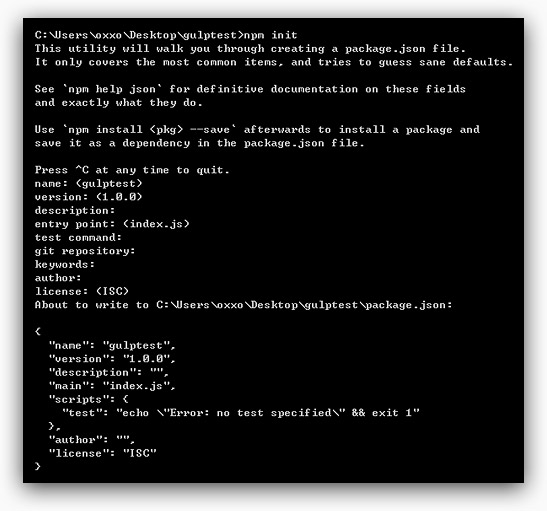 C:\Users\oxxo\Desktop\gulptest>npm init
This utility will walk you through creating a package.json file.
It only covers the most common items, and tries to guess sane defaults.
See `npm help json` for definitive documentation on these fields
and exactly what they do.
Use `npm install <pkg> --save` afterwards to install a package and
save it as a dependency in the package.json file.
Press ^C at any time to quit.
name: (gulptest)
version: (1.0.0)
description:
entry point: (index.js)
test command:
git repository:
keywords:
author:
license: (ISC)
About to write to C:\Users\oxxo\Desktop\gulptest\package.json:
{
  "name": "gulptest",
  "version": "1.0.0",
  "description": "",
  "main": "index.js",
  "scripts": {
    "test": "echo \"Error: no test specified\" && exit 1"
  },
  "author": "",
  "license": "ISC"
}